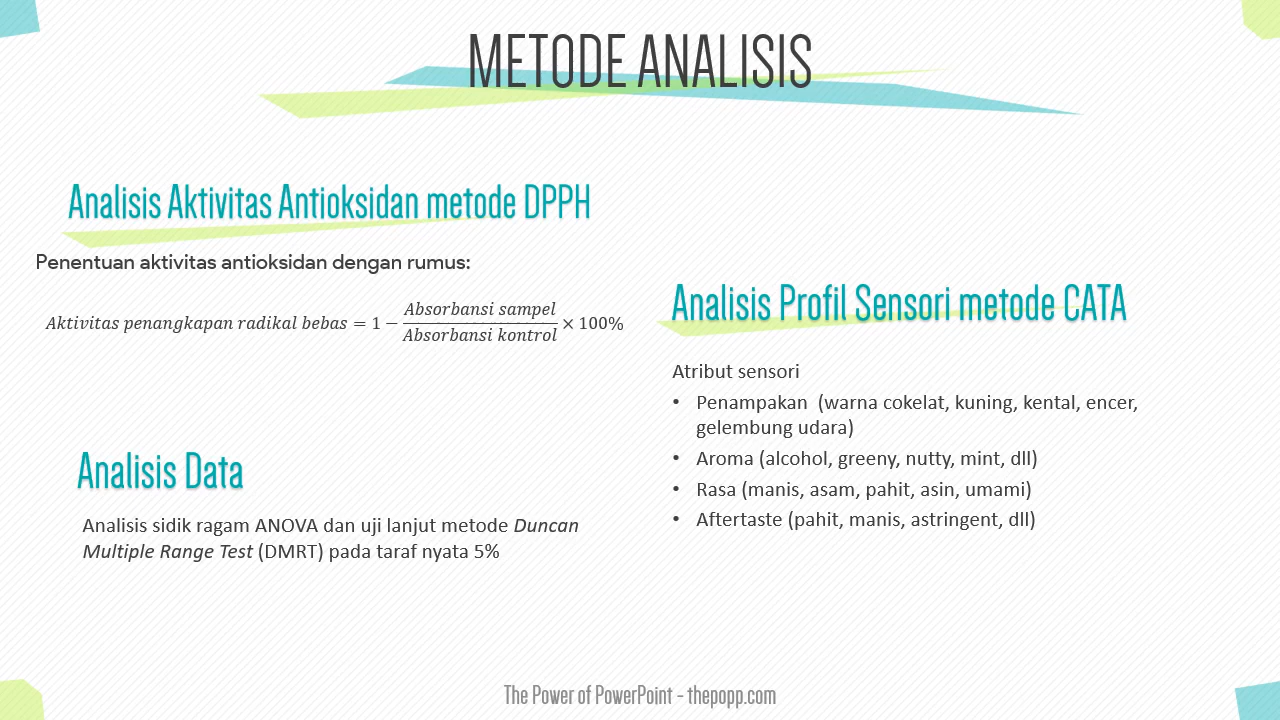 METODE ANALISIS
Analisis Aktivitas Antioksidan metode DPPH
Penentuan aktivitas antioksidan dengan rumus:
Aktivitas penangkapan radikal bebas = 1 − Absorbansi sampel / Absorbansi kontrol × 100%
Analisis Data
Analisis sidik ragam ANOVA dan uji lanjut metode Duncan
Multiple Range Test (DMRT) pada taraf nyata 5%
Analisis Profil Sensori metode CATA
Atribut sensori
• Penampakan (warna cokelat, kuning, kental, encer,
gelembung udara)
• Aroma (alcohol, greeny, nutty, mint, dll)
• Rasa (manis, asam, pahit, asin, umami)
• Aftertaste (pahit, manis, astringent, dll)
The Power of PowerPoint - thepopp.com